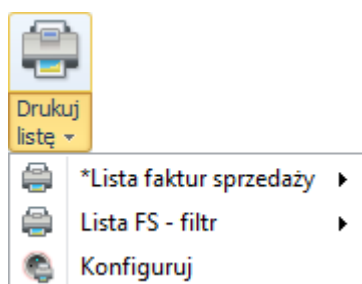 Drukuj
listę
*Lista faktur sprzedaży
Lista FS - filtr
Konfiguruj